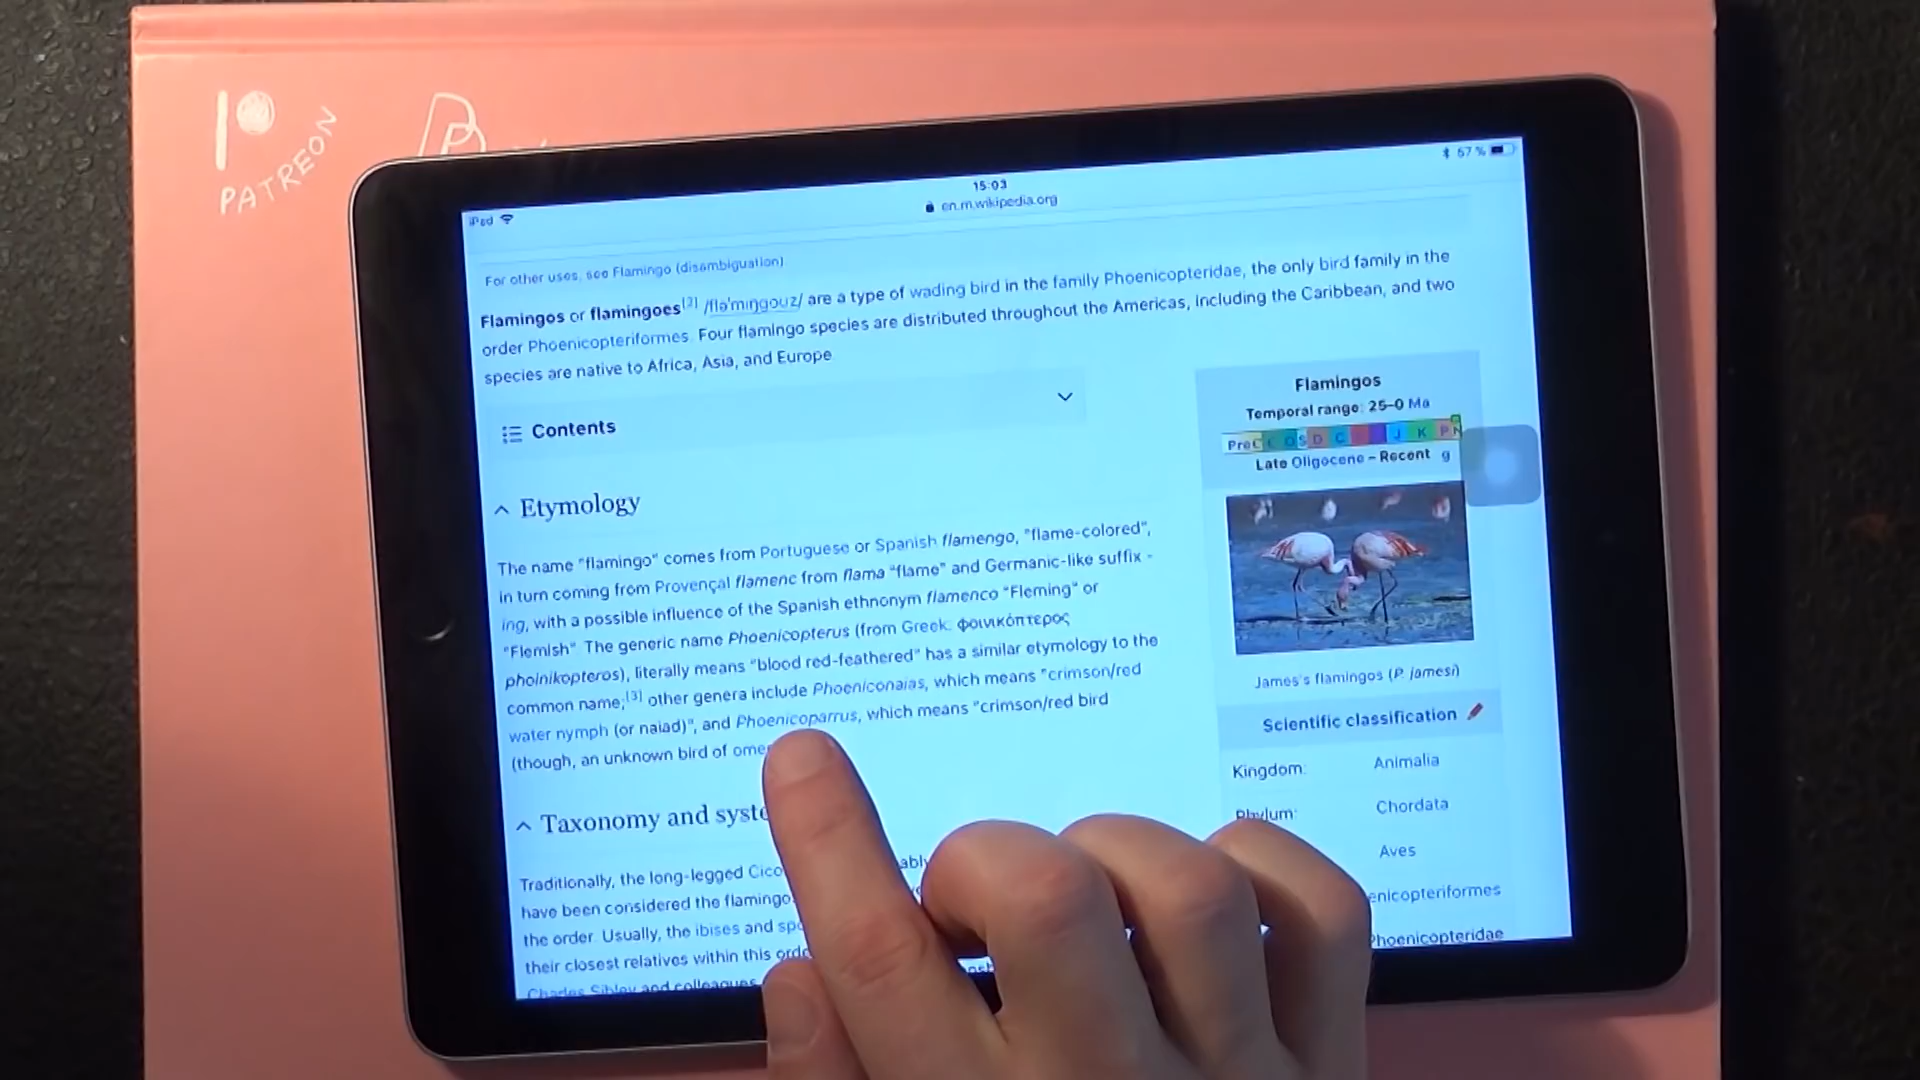 PATREON
iPad
15:03
57 %
en.m.wikipedia.org
For other uses, see Flamingo (disambiguation)
Flamingos or flamingoes[2] /fləˈmɪŋɡoʊz/ are a type of wading bird in the family Phoenicopteridae, the only bird family in the
order Phoenicopteriformes. Four flamingo species are distributed throughout the Americas, including the Caribbean, and two
species are native to Africa, Asia, and Europe
Contents
Etymology
The name "flamingo" comes from Portuguese or Spanish flamengo, "flame-colored",
in turn coming from Provençal flamenc from flama "flame" and Germanic-like suffix -
ing, with a possible influence of the Spanish ethnonym flamenco "Fleming" or
"Flemish". The generic name Phoenicopterus (from Greek: φοινικόπτερος
phoinikopteros), literally means "blood red-feathered" has a similar etymology to the
common name;[3] other genera include Phoeniconaias, which means "crimson/red
water nymph (or naiad)", and Phoenicoparrus, which means "crimson/red bird
(though, an unknown bird of
Taxonomy and
Traditionally, the long-legged
have been considered the
the order. Usually, the ibises and
their closest relatives within this
Charles Sibley and colleagues
Flamingos
Temporal range: 25–0 Ma
PreЄ Є O S D C J K P N
Late Oligocene – Recent g
James's flamingos (P. jamesi)
Scientific classification
Kingdom: Animalia
Phylum: Chordata
Aves
enicopteriformes
Phoenicopteridae